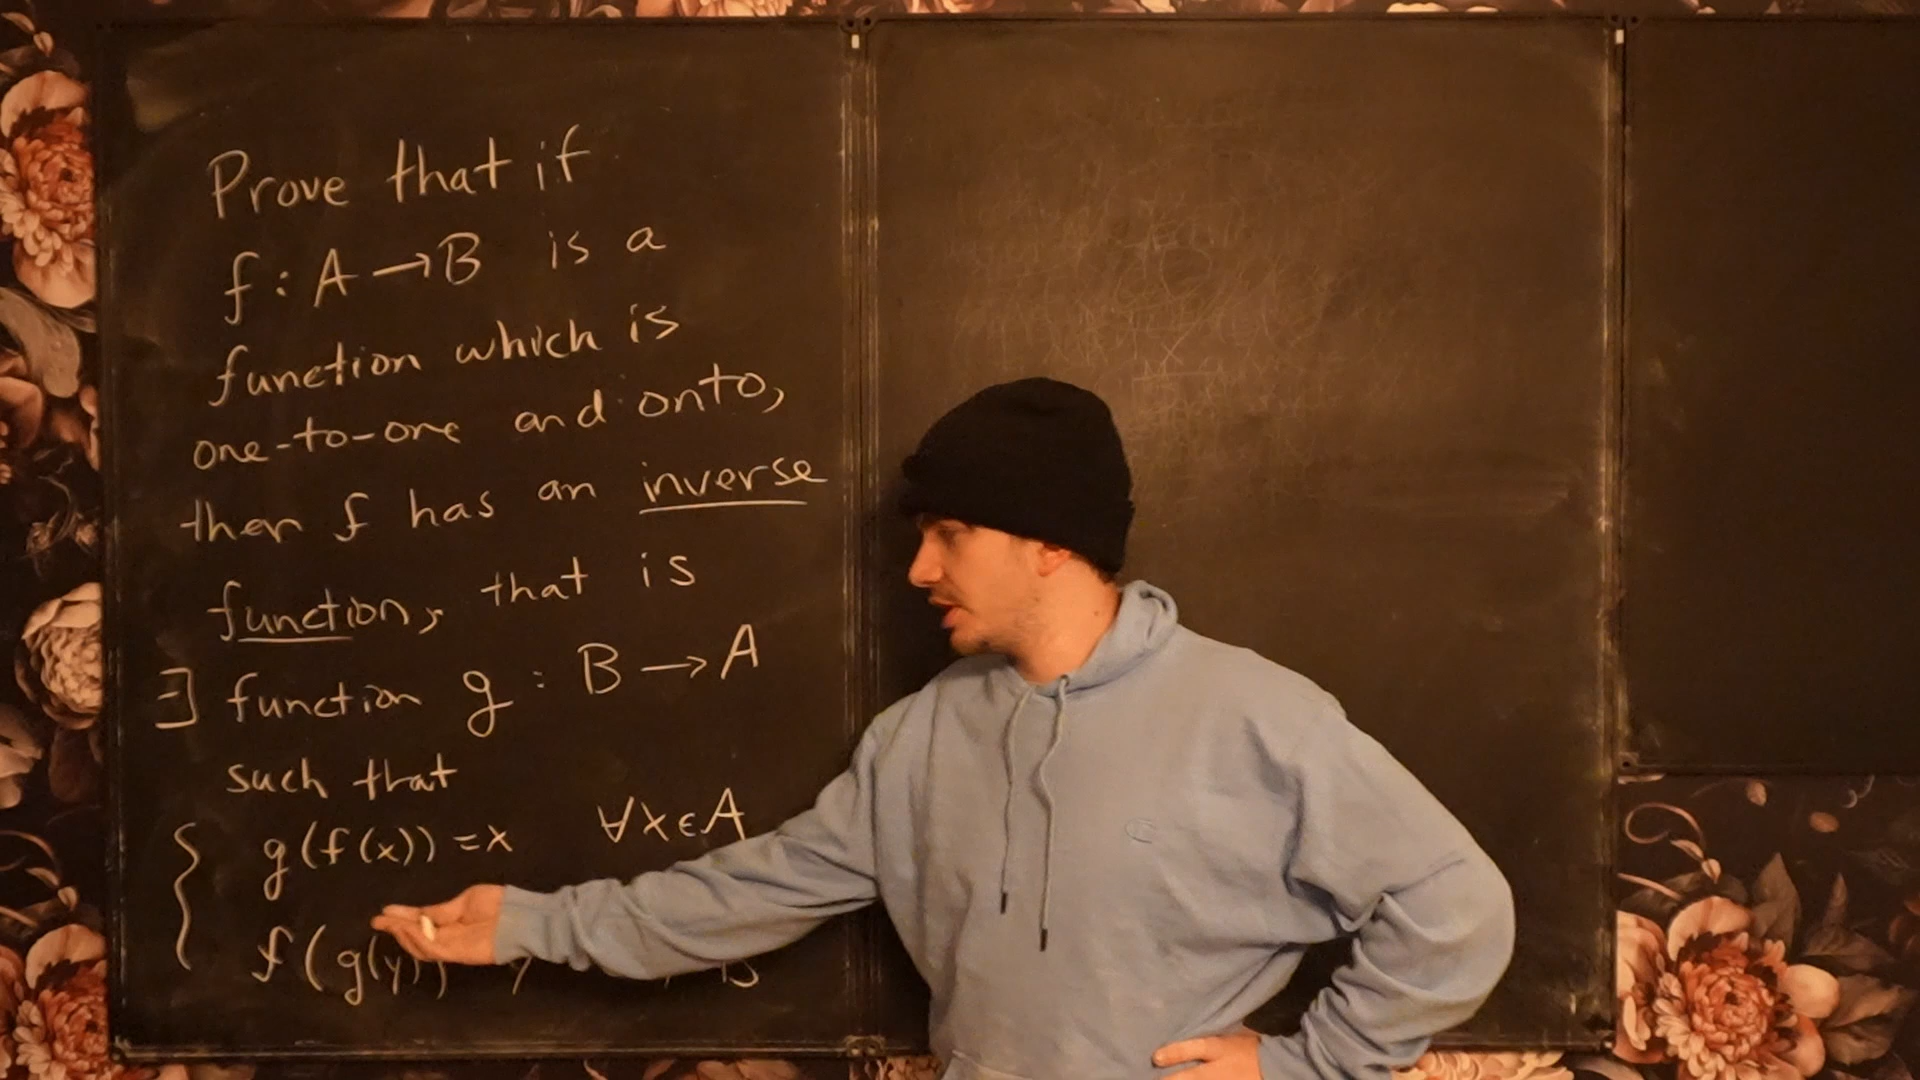 Prove that if
f : A → B is a
function which is
one-to-one and onto,
then f has an inverse
function, that is
∃ function g : B → A
such that
g(f(x)) = x ∀x∈A
f(g(y)) y B